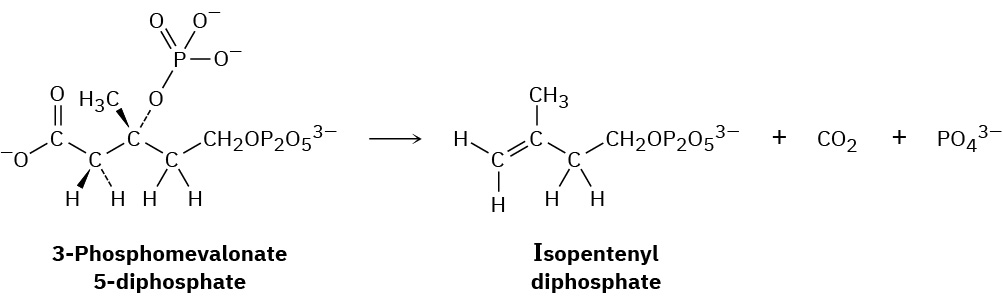 O O⁻
P O⁻
O H₃C O
C C CH₂OP₂O₅³⁻
⁻O C C
H H H H
CH₃
H C CH₂OP₂O₅³⁻ + CO₂ + PO₄³⁻
C C
H H H
3-Phosphomevalonate
5-diphosphate
Isopentenyl
diphosphate